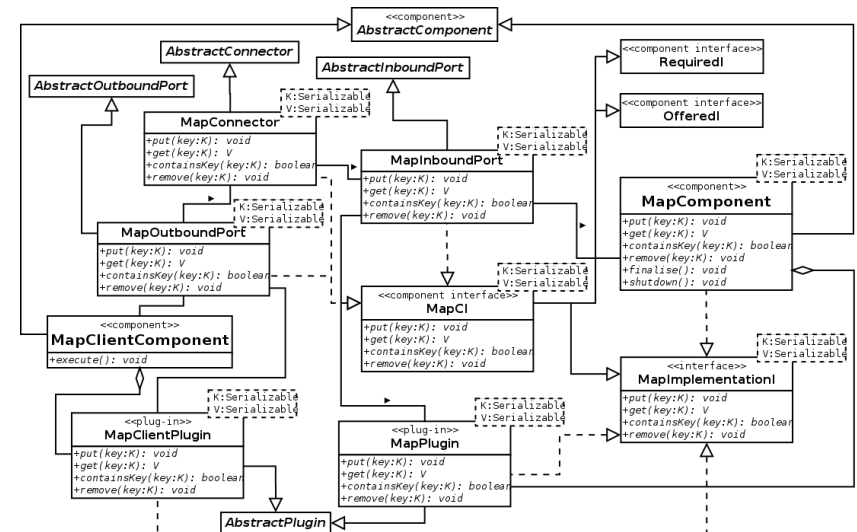 <<component>>
AbstractComponent
AbstractConnector
AbstractInboundPort
<<component interface>>
RequiredI
AbstractOutboundPort
<<component interface>>
OfferedI
K:Serializable
V:Serializable
MapConnector
+put(key:K): void
+get(key:K): V
+containsKey(key:K): boolean
+remove(key:K): void
K:Serializable
V:Serializable
MapInboundPort
+put(key:K): void
+get(key:K): V
+containsKey(key:K): boolean
+remove(key:K): void
K:Serializable
V:Serializable
<<component>>
MapComponent
+put(key:K): void
+get(key:K): V
+containsKey(key:K): boolean
+remove(key:K): void
+finalise(): void
+shutdown(): void
K:Serializable
V:Serializable
MapOutboundPort
+put(key:K): void
+get(key:K): V
+containsKey(key:K): boolean
+remove(key:K): void
K:Serializable
V:Serializable
<<component interface>>
MapCI
+put(key:K): void
+get(key:K): V
+containsKey(key:K): boolean
+remove(key:K): void
<<component>>
MapClientComponent
+execute(): void
K:Serializable
V:Serializable
<<interface>>
MapImplementationI
+put(key:K): void
+get(key:K): V
+containsKey(key:K): boolean
+remove(key:K): void
K:Serializable
V:Serializable
<<plug-in>>
MapClientPlugin
+put(key:K): void
+get(key:K): V
+containsKey(key:K): boolean
+remove(key:K): void
K:Serializable
V:Serializable
<<plug-in>>
MapPlugin
+put(key:K): void
+get(key:K): V
+containsKey(key:K): boolean
+remove(key:K): void
AbstractPlugin